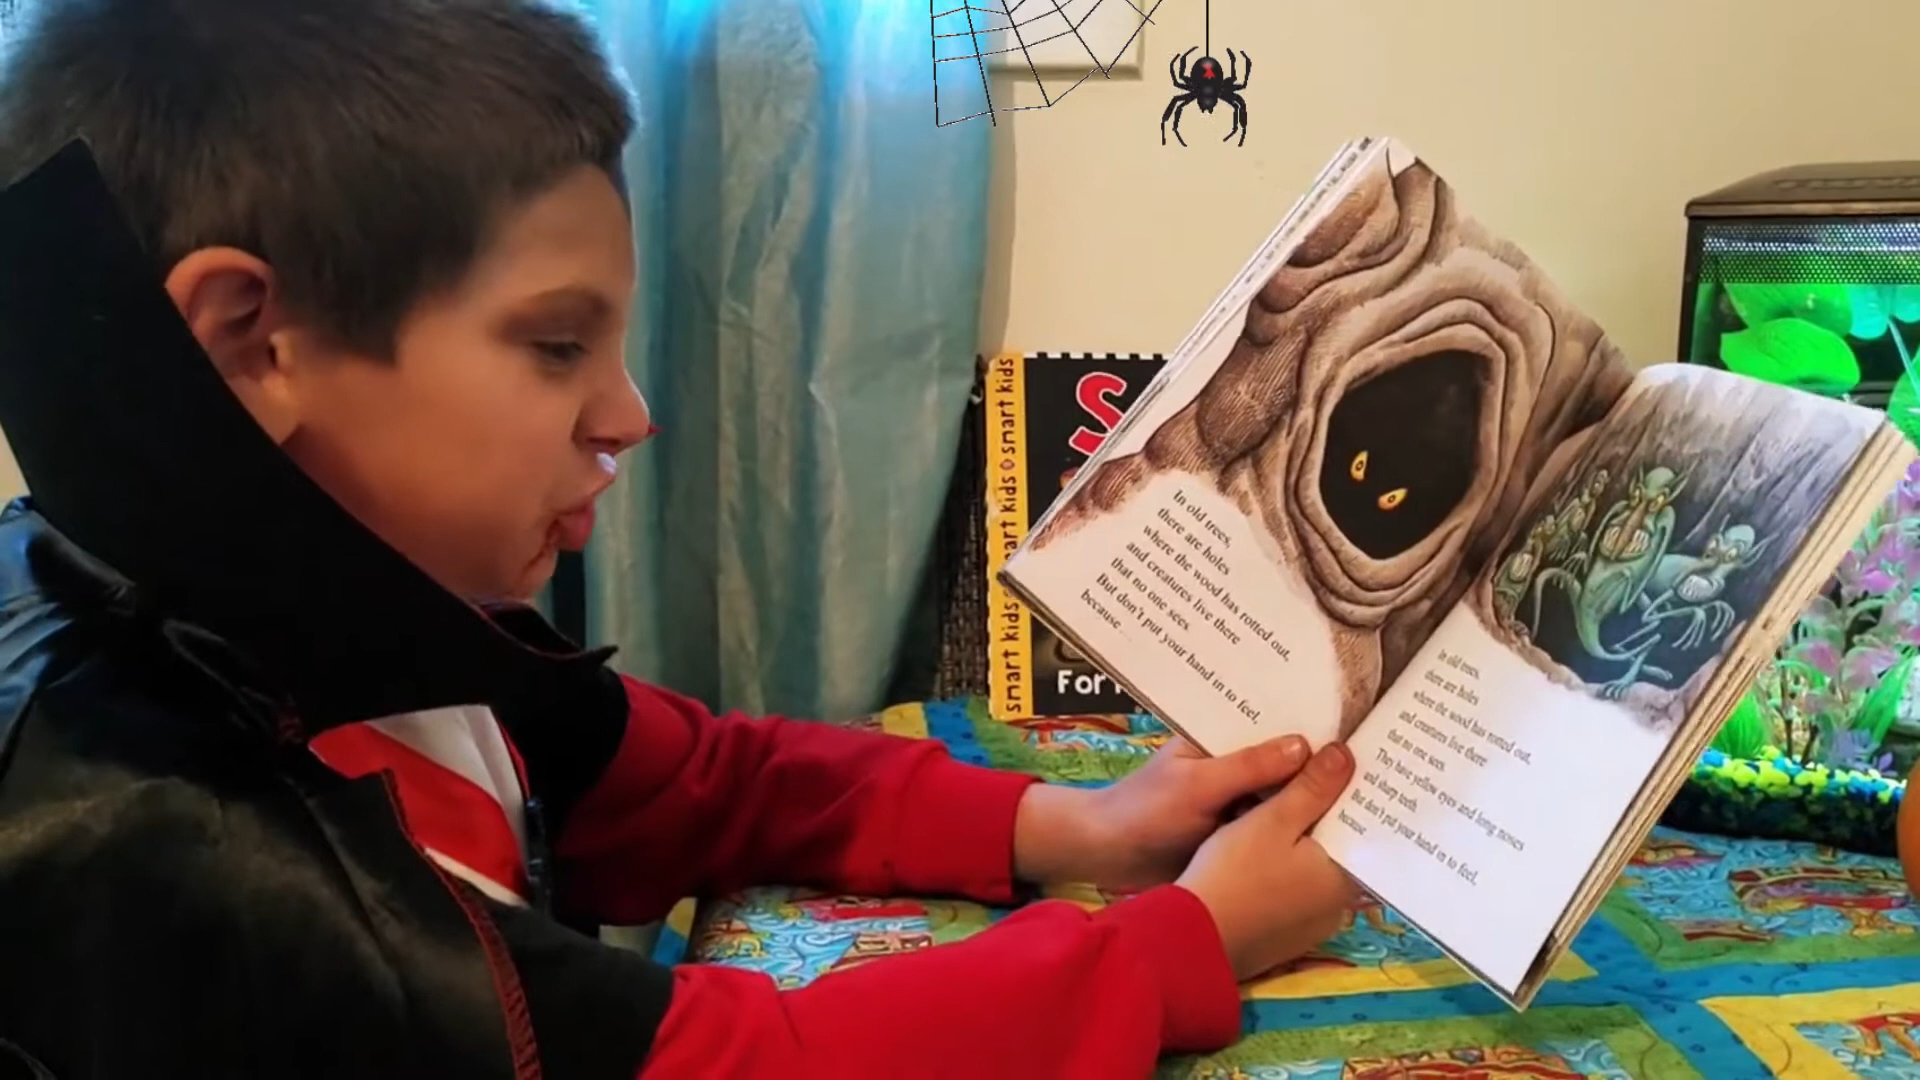 smart kids smart kids smart kids smart kids
S
For
In old trees,
there are holes
where the wood has rotted out,
and creatures live there
that no one sees.
But don't put your hand in to feel,
because . . .
In old trees,
there are holes
where the wood has rotted out,
and creatures live there
that no one sees.
They have yellow eyes and long noses
and sharp teeth.
But don't put your hand in to feel,
because